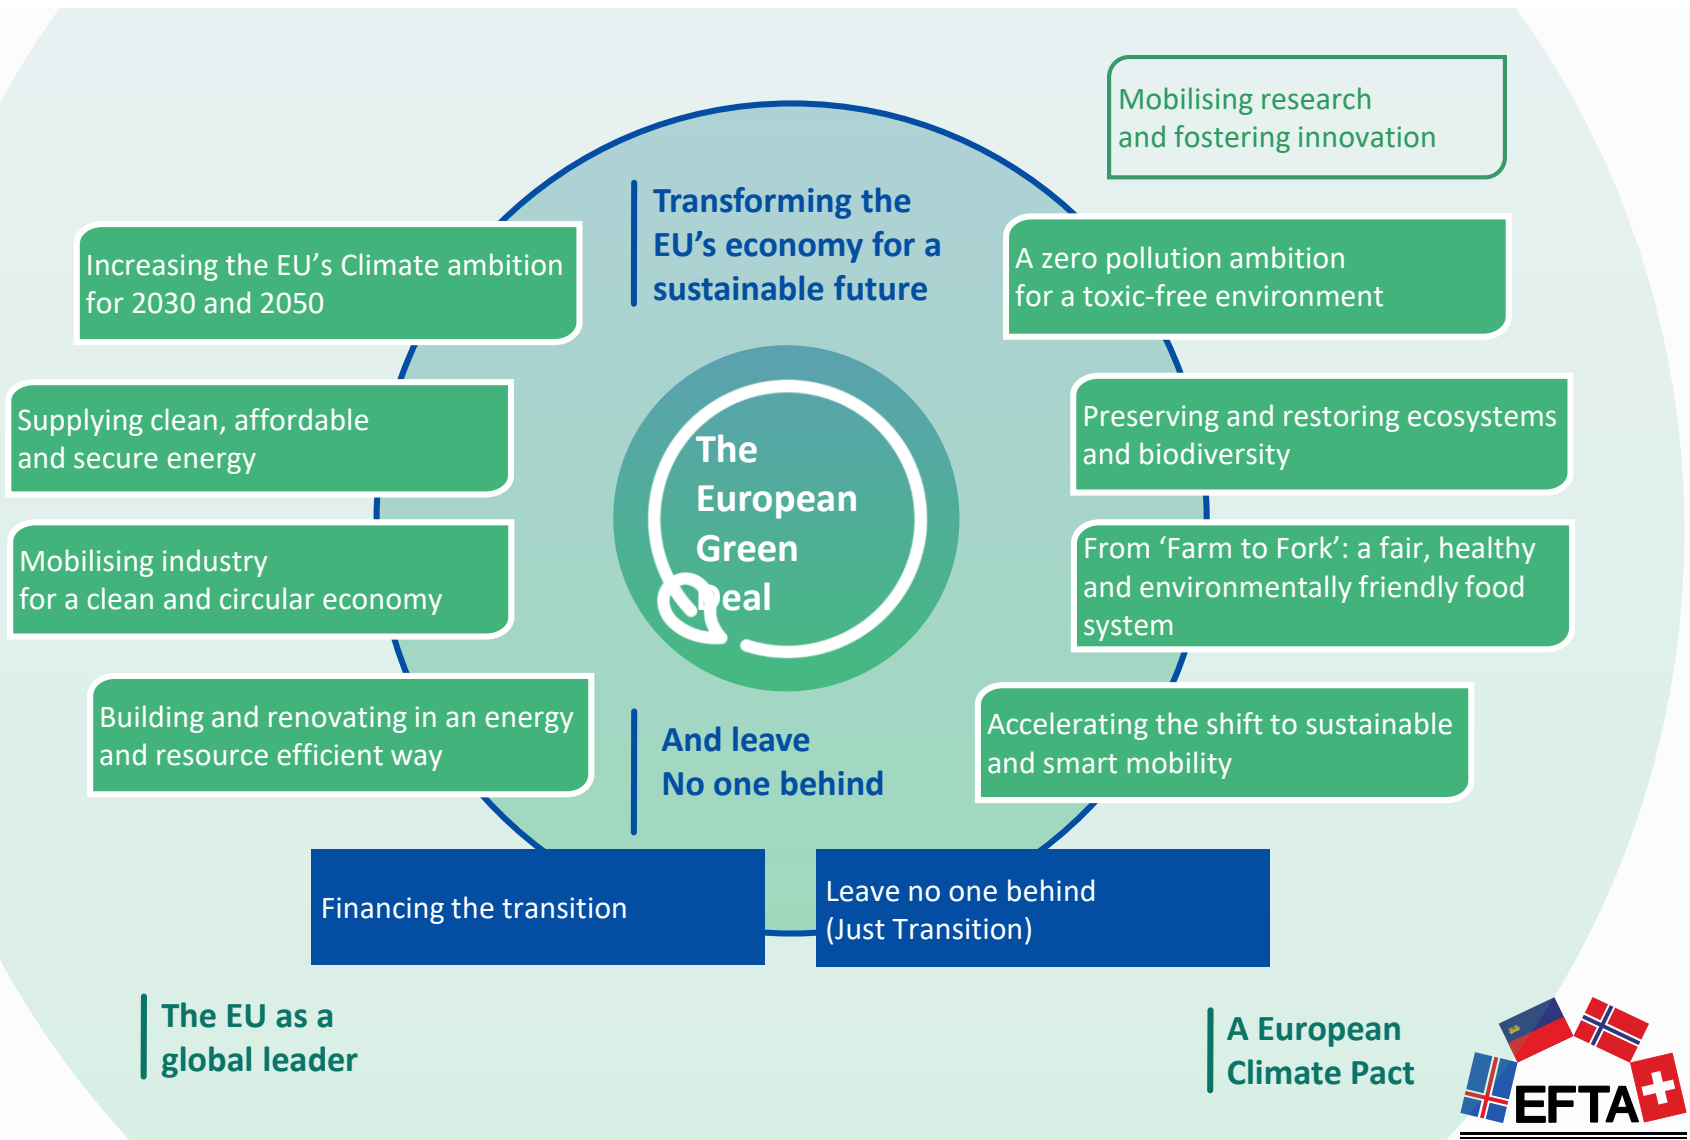 Mobilising research
and fostering innovation
Transforming the
EU’s economy for a
sustainable future
Increasing the EU’s Climate ambition
for 2030 and 2050
A zero pollution ambition
for a toxic-free environment
Supplying clean, affordable
and secure energy
Preserving and restoring ecosystems
and biodiversity
The
European
Green
Deal
Mobilising industry
for a clean and circular economy
From ‘Farm to Fork’: a fair, healthy
and environmentally friendly food
system
Building and renovating in an energy
and resource efficient way
Accelerating the shift to sustainable
and smart mobility
And leave
No one behind
Financing the transition
Leave no one behind
(Just Transition)
The EU as a
global leader
A European
Climate Pact
EFTA